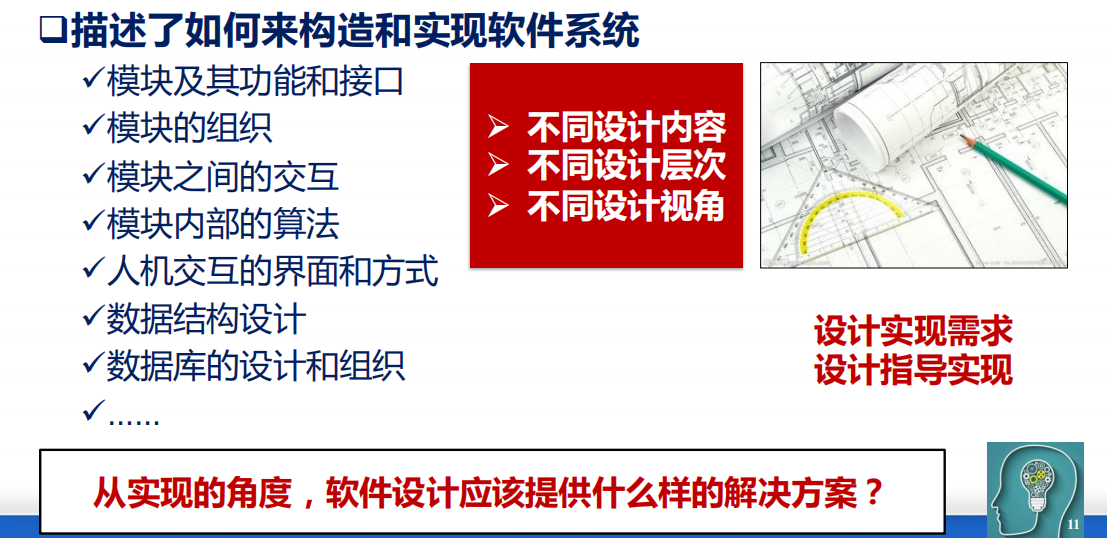 ❑描述了如何来构造和实现软件系统
✓模块及其功能和接口
✓模块的组织
✓模块之间的交互
✓模块内部的算法
✓人机交互的界面和方式
✓数据结构设计
✓数据库的设计和组织
✓……
➢ 不同设计内容
➢ 不同设计层次
➢ 不同设计视角
设计实现需求
设计指导实现
从实现的角度，软件设计应该提供什么样的解决方案？
11